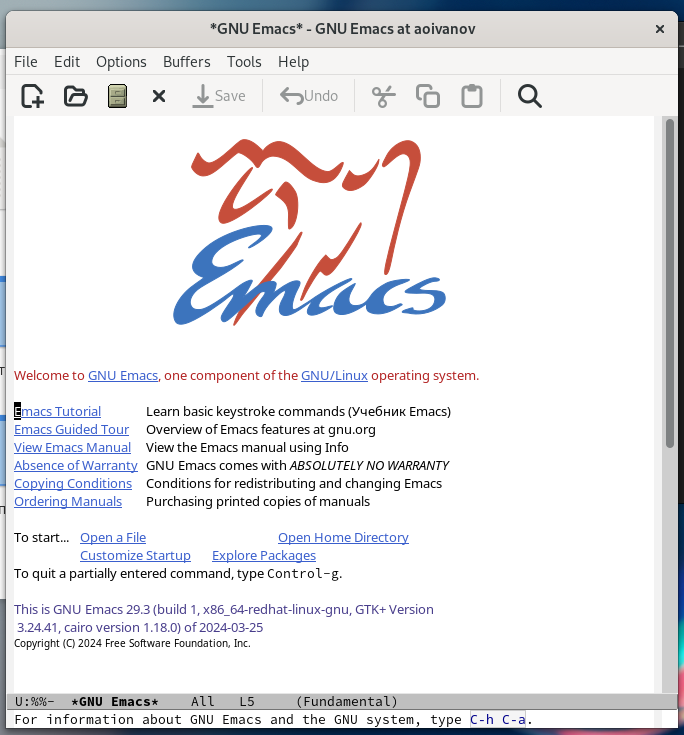 *GNU Emacs* - GNU Emacs at aoivanov
File Edit Options Buffers Tools Help
Save Undo
Emacs
Welcome to GNU Emacs, one component of the GNU/Linux operating system.
Emacs Tutorial Learn basic keystroke commands (Учебник Emacs)
Emacs Guided Tour Overview of Emacs features at gnu.org
View Emacs Manual View the Emacs manual using Info
Absence of Warranty GNU Emacs comes with ABSOLUTELY NO WARRANTY
Copying Conditions Conditions for redistributing and changing Emacs
Ordering Manuals Purchasing printed copies of manuals
To start... Open a File Open Home Directory
Customize Startup Explore Packages
To quit a partially entered command, type Control-g.
This is GNU Emacs 29.3 (build 1, x86_64-redhat-linux-gnu, GTK+ Version
3.24.41, cairo version 1.18.0) of 2024-03-25
Copyright (C) 2024 Free Software Foundation, Inc.
U:%%- *GNU Emacs* All L5 (Fundamental)
For information about GNU Emacs and the GNU system, type C-h C-a.